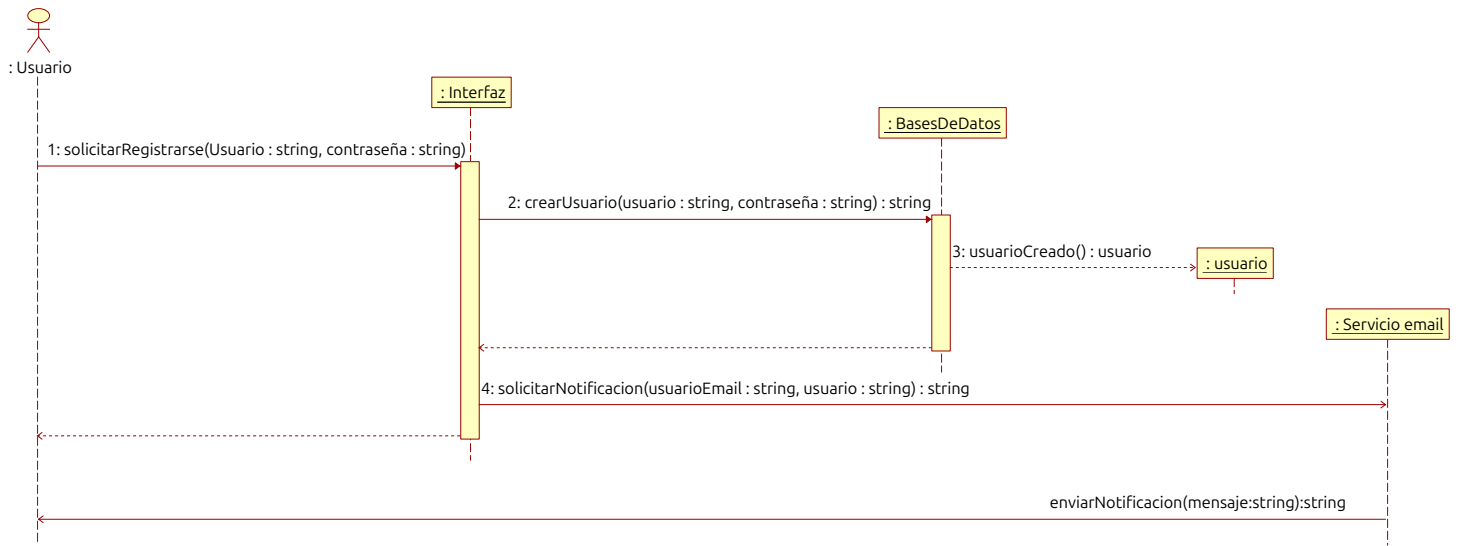 : Usuario
: Interfaz
: BasesDeDatos
1: solicitarRegistrarse(Usuario : string, contraseña : string)
2: crearUsuario(usuario : string, contraseña : string) : string
3: usuarioCreado() : usuario
: usuario
: Servicio email
4: solicitarNotificacion(usuarioEmail : string, usuario : string) : string
enviarNotificacion(mensaje:string):string